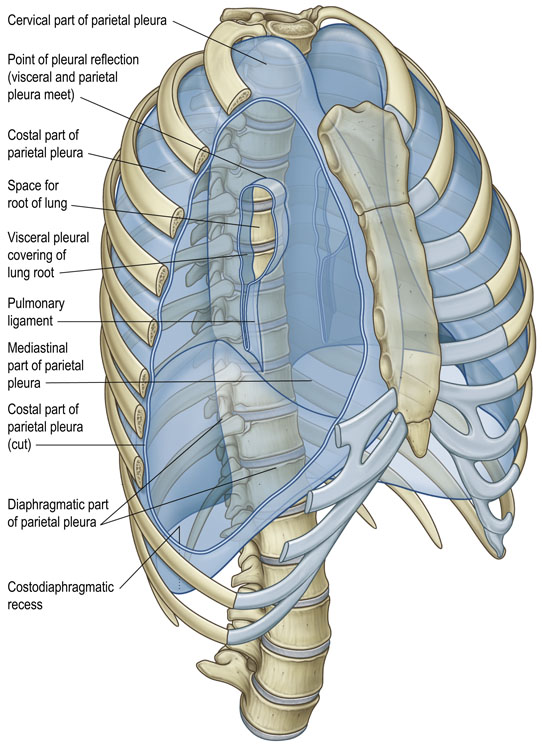 Cervical part of parietal pleura
Point of pleural reflection
(visceral and parietal
pleura meet)
Costal part of
parietal pleura
Space for
root of lung
Visceral pleural
covering of
lung root
Pulmonary
ligament
Mediastinal
part of parietal
pleura
Costal part of
parietal pleura
(cut)
Diaphragmatic part
of parietal pleura
Costodiaphragmatic
recess